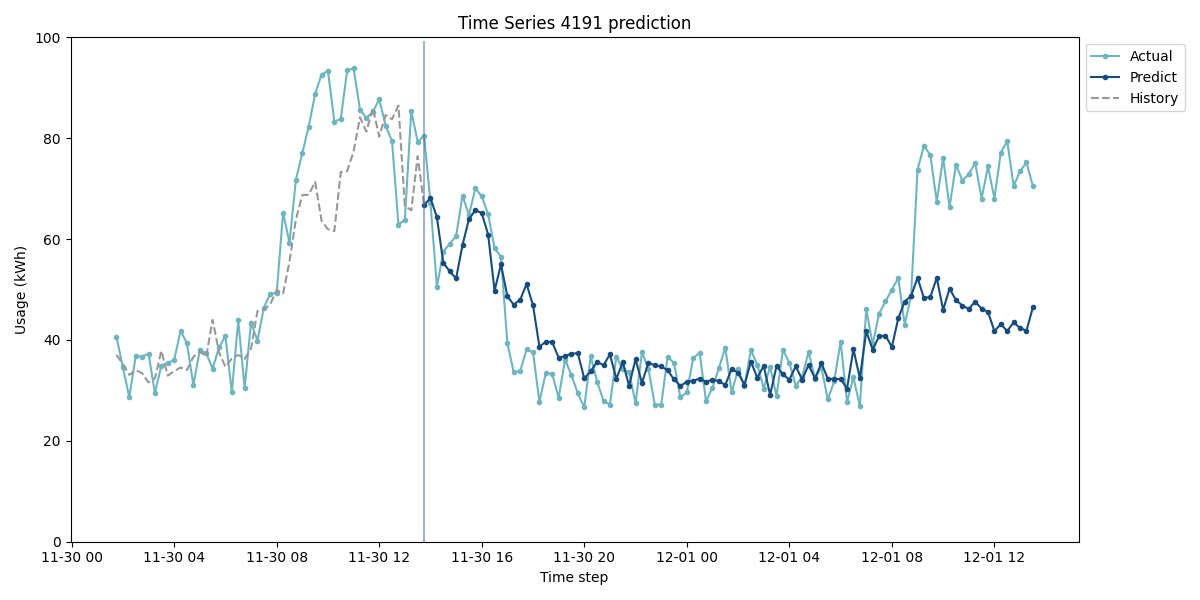 Time Series 4191 prediction
100
80
60
40
20
0
Usage (kWh)
11-30 00
11-30 04
11-30 08
11-30 12
11-30 16
11-30 20
12-01 00
12-01 04
12-01 08
12-01 12
Time step
Actual
Predict
History